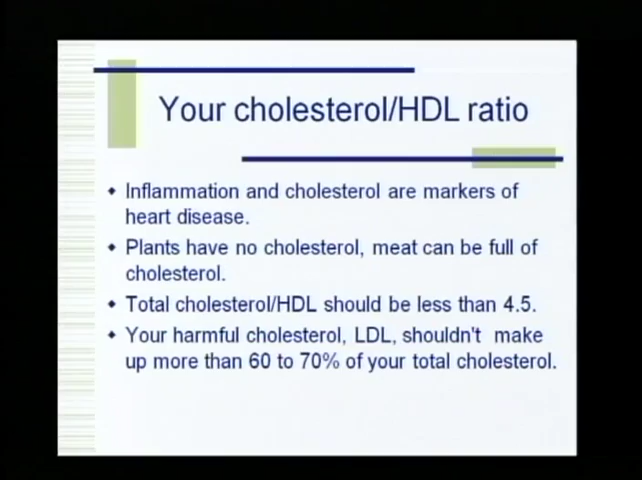 Your cholesterol/HDL ratio
Inflammation and cholesterol are markers of
heart disease.
Plants have no cholesterol, meat can be full of
cholesterol.
Total cholesterol/HDL should be less than 4.5.
Your harmful cholesterol, LDL, shouldn't make
up more than 60 to 70% of your total cholesterol.